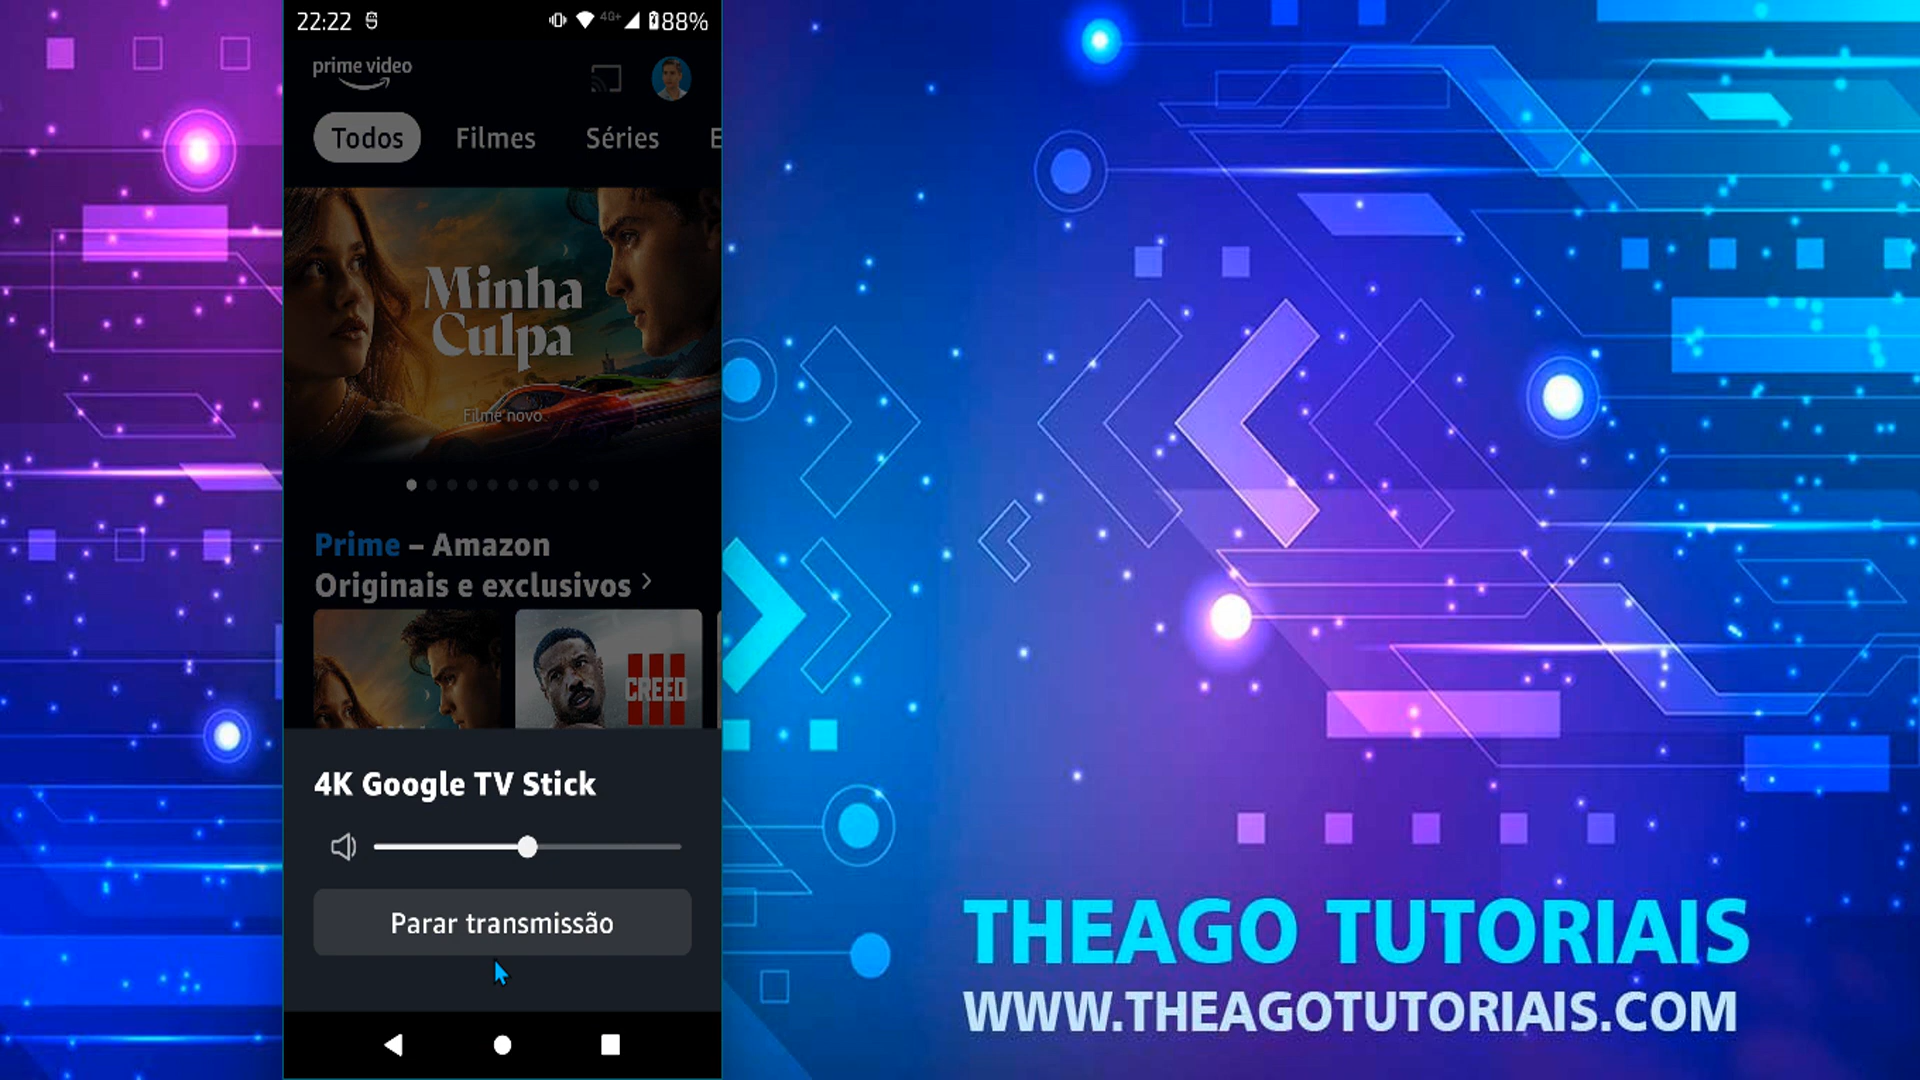 22:22
4G+
88%
prime video
Todos
Filmes
Séries
E
Minha
Culpa
Filme novo
Prime – Amazon
Originais e exclusivos
CREED
4K Google TV Stick
Parar transmissão
THEAGO TUTORIAIS
WWW.THEAGOTUTORIAIS.COM